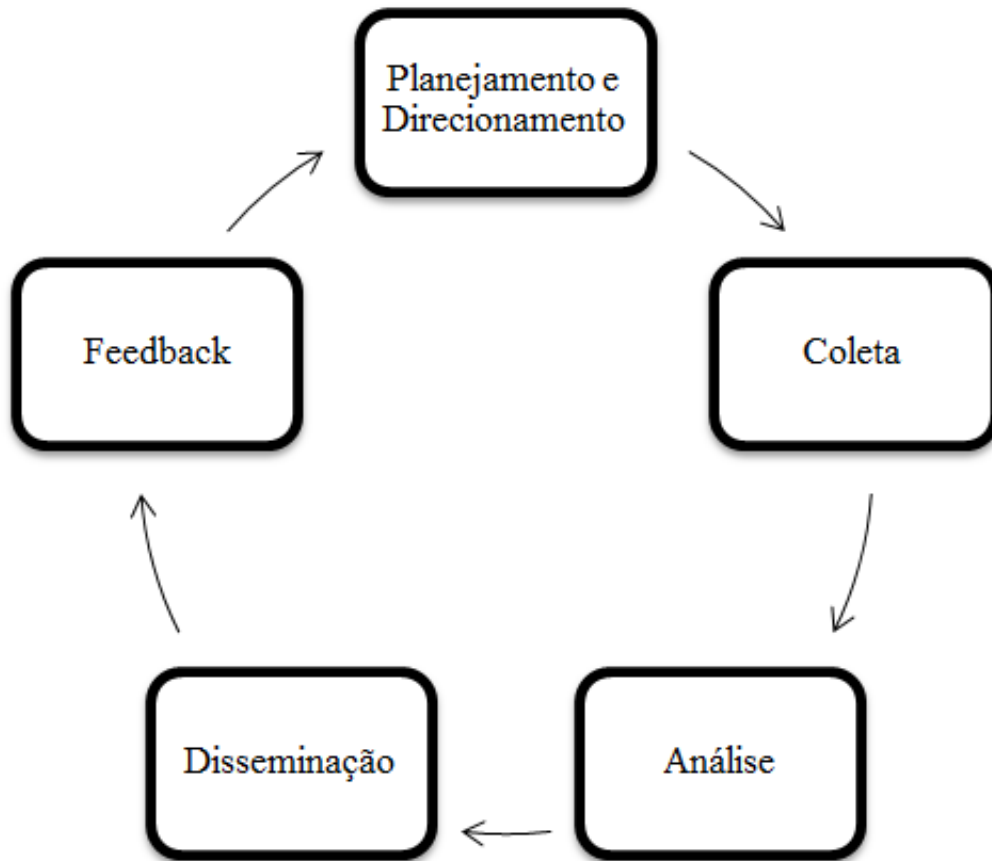 Planejamento e
Direcionamento
Feedback
Coleta
Disseminação
Análise